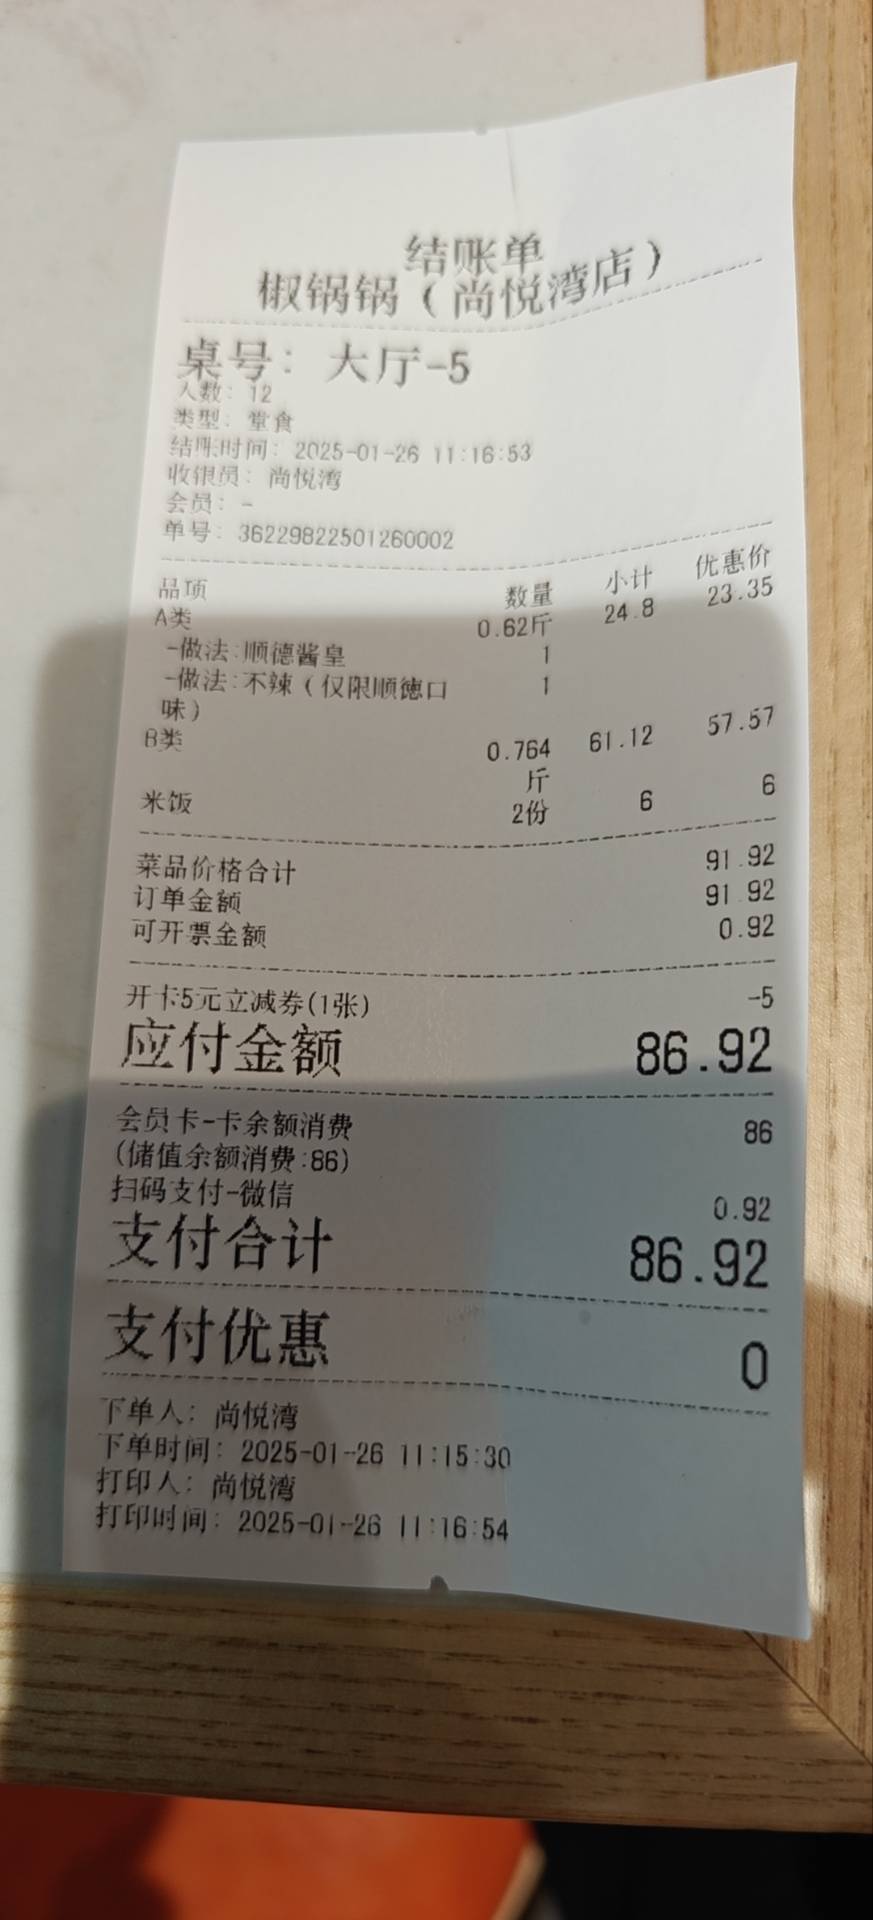 结账单
椒锅锅（尚悦湾店）
桌号：大厅-5
人数：12
类型：堂食
结账时间：2025-01-26 11:16:53
收银员：尚悦湾
会员：-
单号：36229822501260002
品项 数量 小计 优惠价
A类 0.62斤 24.8 23.35
-做法:顺德酱皇 1
-做法:不辣（仅限顺德口 1
味）
B类 0.764 61.12 57.57
斤
米饭 2份 6 6
菜品价格合计 91.92
订单金额 91.92
可开票金额 0.92
开卡5元立减券(1张) -5
应付金额 86.92
会员卡-卡余额消费 86
(储值余额消费:86)
扫码支付-微信 0.92
支付合计 86.92
支付优惠 0
下单人：尚悦湾
下单时间：2025-01-26 11:15:30
打印人：尚悦湾
打印时间：2025-01-26 11:16:54